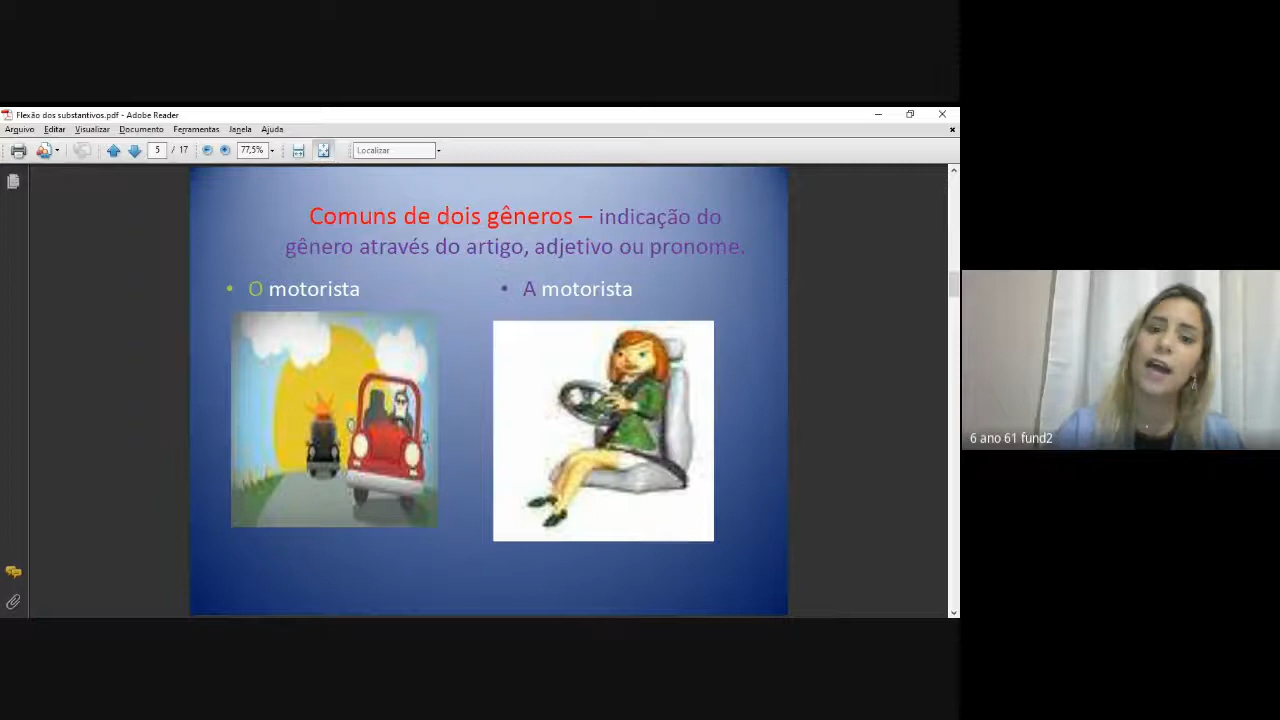 Flexão dos substantivos.pdf - Adobe Reader
Arquivo Editar Visualizar Documento Ferramentas Janela Ajuda
5 / 17 77,5% Localizar
Comuns de dois gêneros – indicação do
gênero através do artigo, adjetivo ou pronome.
• O motorista
• A motorista
6 ano 61 fund2